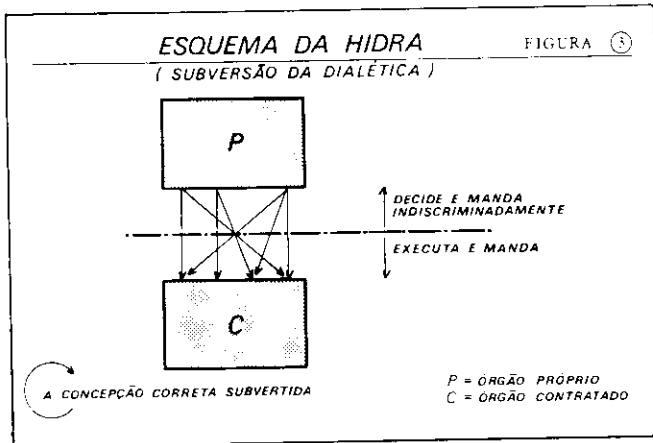 ESQUEMA DA HIDRA
FIGURA 3
( SUBVERSÃO DA DIALÉTICA )
P
DECIDE E MANDA
INDISCRIMINADAMENTE
EXECUTA E MANDA
C
A CONCEPÇÃO CORRETA SUBVERTIDA
P = ÓRGÃO PRÓPRIO
C = ÓRGÃO CONTRATADO